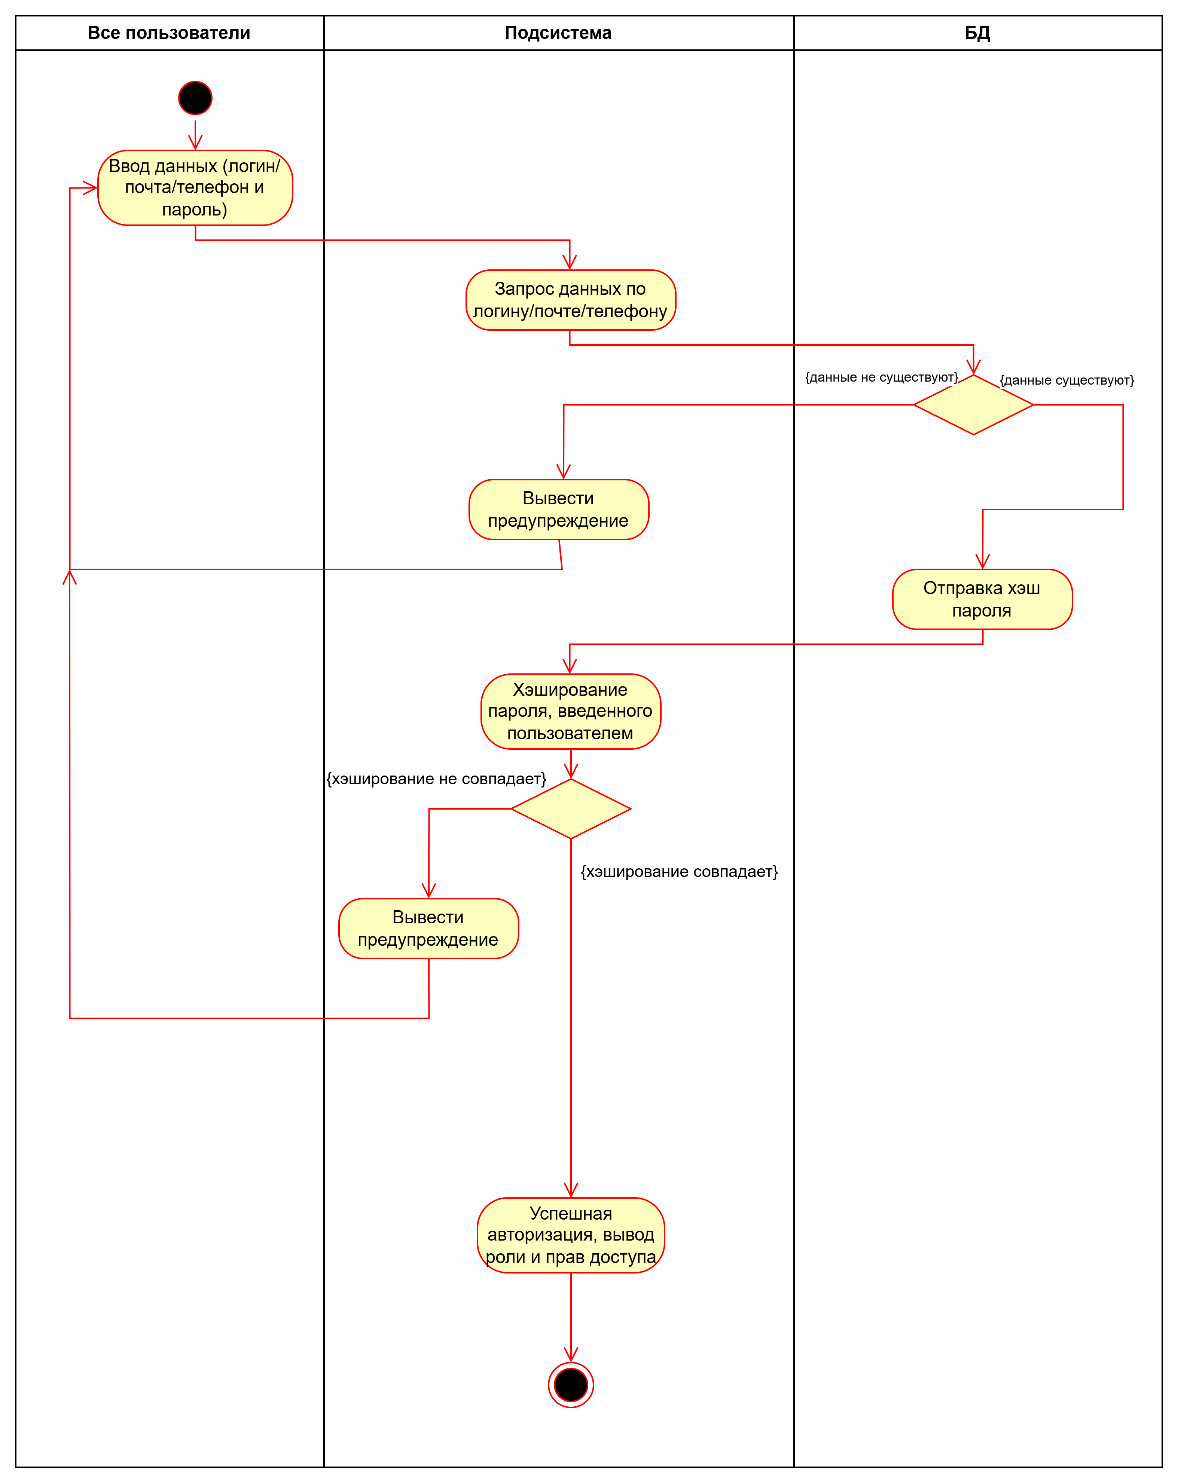 Все пользователи
Подсистема
БД
Ввод данных (логин/
почта/телефон и
пароль)
Запрос данных по
логину/почте/телефону
{данные не существуют}
{данные существуют}
Вывести
предупреждение
Отправка хэш
пароля
Хэширование
пароля, введенного
пользователем
{хэширование не совпадает}
{хэширование совпадает}
Вывести
предупреждение
Успешная
авторизация, вывод
роли и прав доступа